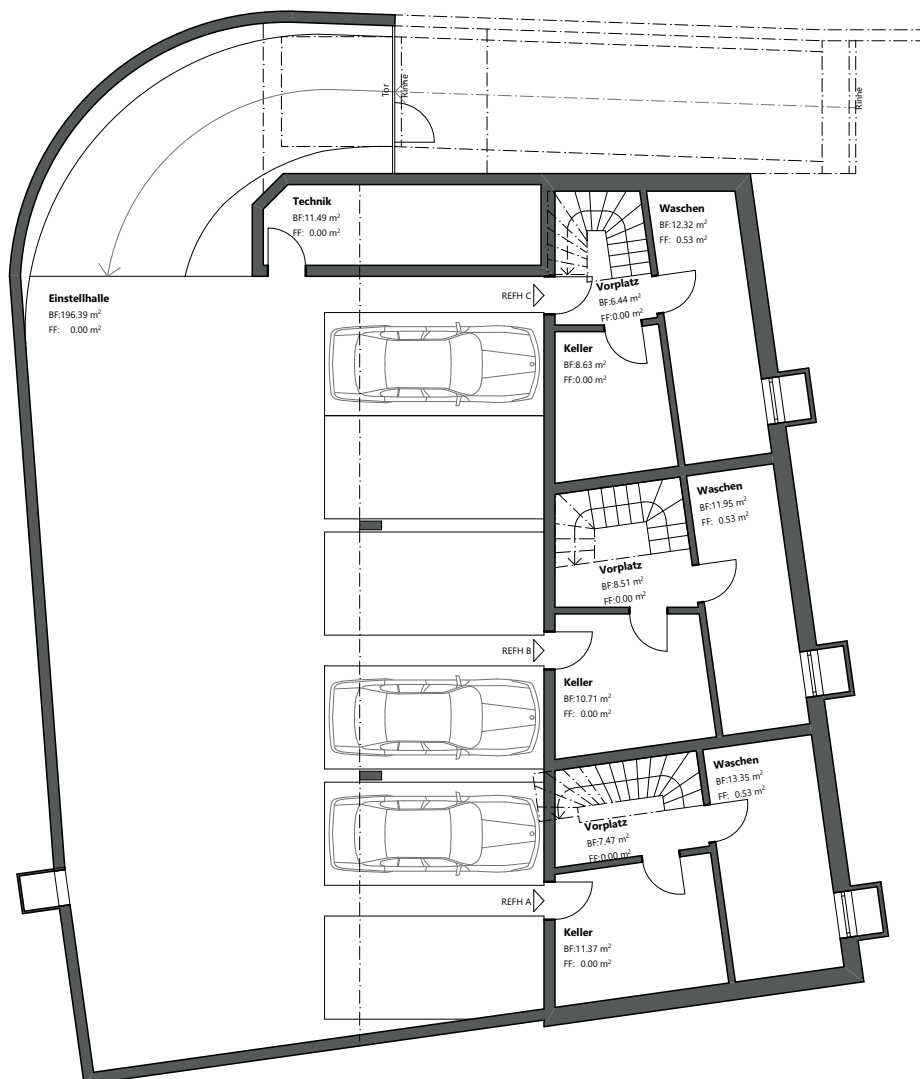 Tor
Rinne
Rinne
Technik
BF:11.49 m²
FF: 0.00 m²
Waschen
BF:12.32 m²
FF: 0.53 m²
Einstellhalle
BF:196.39 m²
FF: 0.00 m²
REFH C
Vorplatz
BF:6.44 m²
FF:0.00 m²
Keller
BF:8.63 m²
FF:0.00 m²
Waschen
BF:11.95 m²
FF: 0.53 m²
Vorplatz
BF:8.51 m²
FF:0.00 m²
REFH B
Keller
BF:10.71 m²
FF: 0.00 m²
Waschen
BF:13.35 m²
FF: 0.53 m²
Vorplatz
BF:7.47 m²
FF:0.00 m²
REFH A
Keller
BF:11.37 m²
FF: 0.00 m²